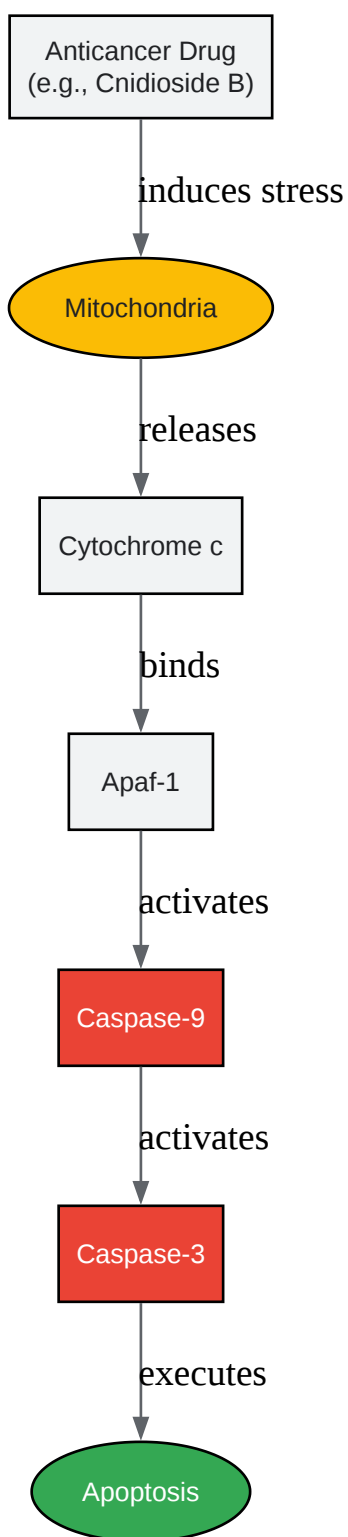 Anticancer Drug
(e.g., Cnidioside B)
induces stress
Mitochondria
releases
Cytochrome c
binds
Apaf-1
activates
Caspase-9
activates
Caspase-3
executes
Apoptosis